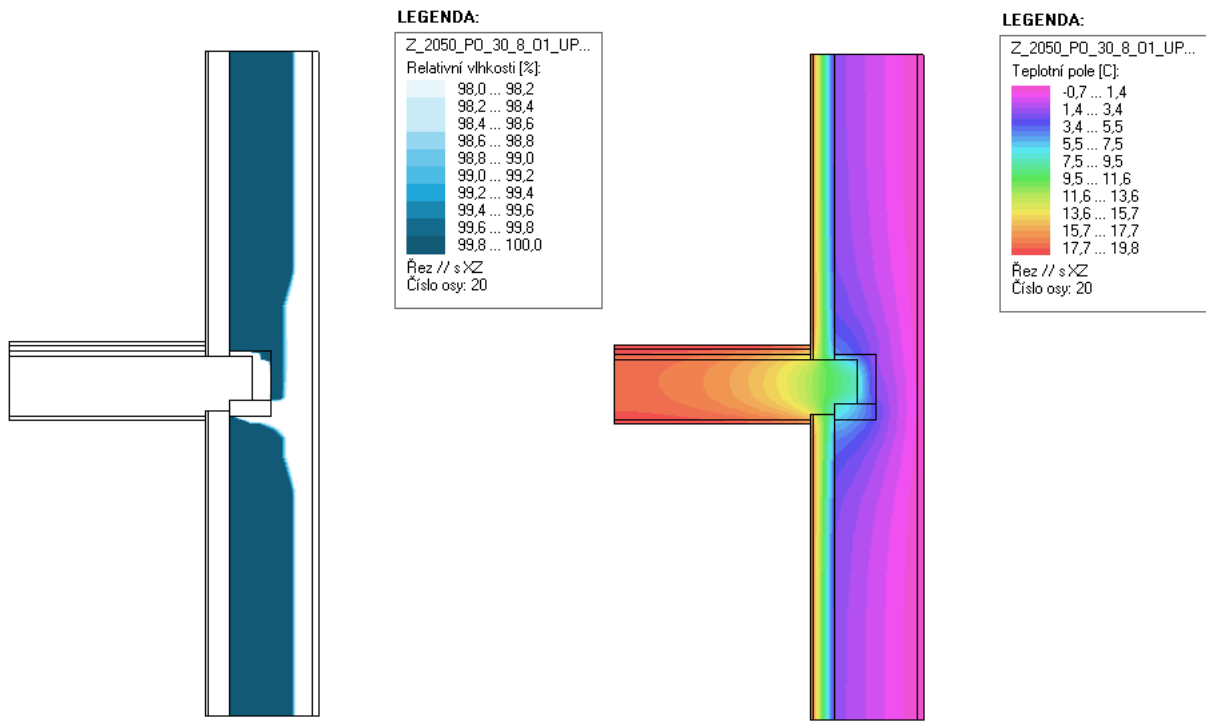 LEGENDA:
Z_2050_PO_30_8_01_UP...
Relativní vlhkosti [%]:
98,0 ... 98,2
98,2 ... 98,4
98,4 ... 98,6
98,6 ... 98,8
98,8 ... 99,0
99,0 ... 99,2
99,2 ... 99,4
99,4 ... 99,6
99,6 ... 99,8
99,8 ... 100,0
Řez // s XZ
Číslo osy: 20
LEGENDA:
Z_2050_PO_30_8_01_UP...
Teplotní pole [C]:
-0,7 ... 1,4
1,4 ... 3,4
3,4 ... 5,5
5,5 ... 7,5
7,5 ... 9,5
9,5 ... 11,6
11,6 ... 13,6
13,6 ... 15,7
15,7 ... 17,7
17,7 ... 19,8
Řez // s XZ
Číslo osy: 20